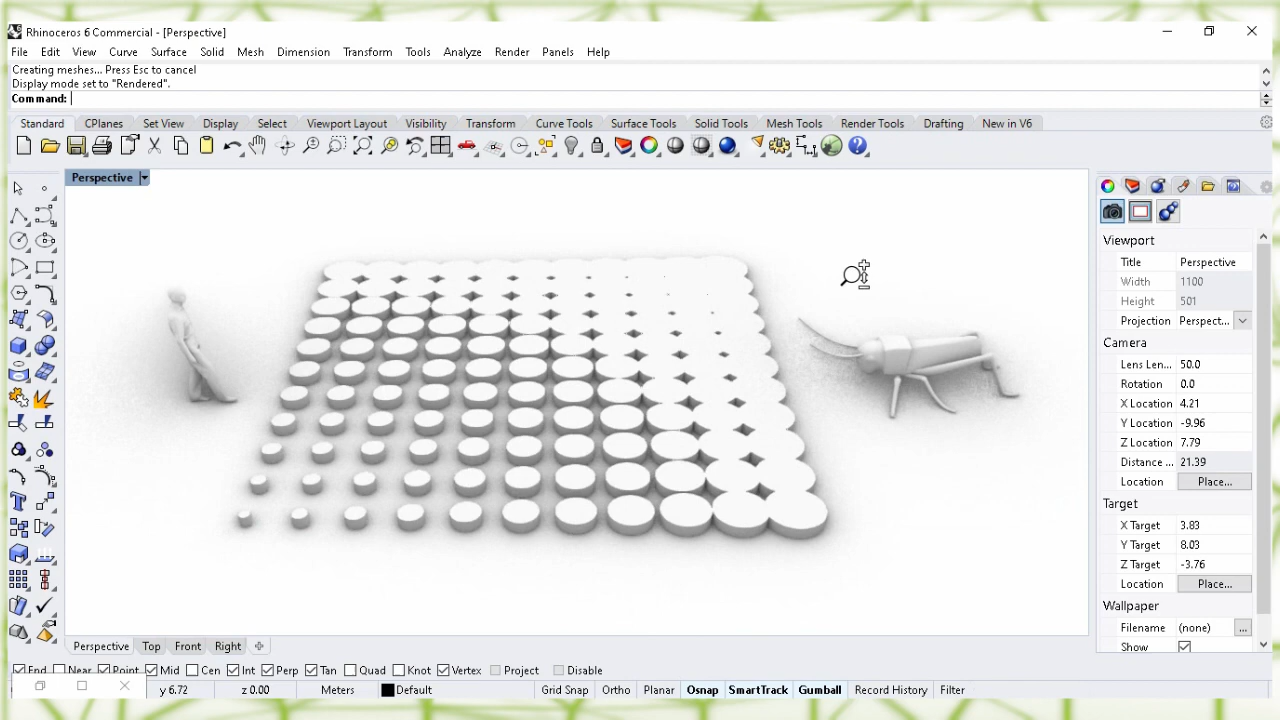 Rhinoceros 6 Commercial - [Perspective]
File Edit View Curve Surface Solid Mesh Dimension Transform Tools Analyze Render Panels Help
Creating meshes... Press Esc to cancel
Display mode set to "Rendered".
Command:
Standard CPlanes Set View Display Select Viewport Layout Visibility Transform Curve Tools Surface Tools Solid Tools Mesh Tools Render Tools Drafting New in V6
Perspective
Viewport
Title Perspective
Width 1100
Height 501
Projection Perspect...
Camera
Lens Len... 50.0
Rotation 0.0
X Location 4.21
Y Location -9.96
Z Location 7.79
Distance ... 21.39
Location Place...
Target
X Target 3.83
Y Target 8.03
Z Target -3.76
Location Place...
Wallpaper
Filename (none) ...
Show
Perspective Top Front Right
End Near Point Mid Cen Int Perp Tan Quad Knot Vertex Project Disable
y 6.72 z 0.00 Meters Default Grid Snap Ortho Planar Osnap SmartTrack Gumball Record History Filter